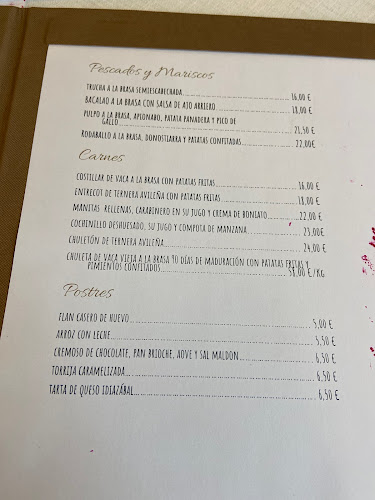 Pescados y Mariscos
TRUCHA A LA BRASA SEMIESCABECHADA 16,00 €
BACALAO A LA BRASA CON SALSA DE AJO ARRIERO 18,00 €
PULPO A LA BRASA, APIONABO, PATATA PANADERA Y PICO DE
GALLO 21,50 €
RODABALLO A LA BRASA, DONOSTIARRA Y PATATAS CONFITADAS 22,00€
Carnes
COSTILLAR DE VACA A LA BRASA CON PATATAS FRITAS 16,00 €
ENTRECOT DE TERNERA AVILEÑA CON PATATAS FRITAS 18,00 €
MANITAS RELLENAS, CARABINERO EN SU JUGO Y CREMA DE BONIATO 22,00 €
COCHINILLO DESHUESADO, SU JUGO Y COMPOTA DE MANZANA 23,00€
CHULETÓN DE TERNERA AVILEÑA 24,00 €
CHULETA DE VACA VIEJA A LA BRASA 90 DÍAS DE MADURACIÓN CON PATATAS FRITAS Y
PIMIENTOS CONFITADOS 58,00 €/KG
Postres
FLAN CASERO DE HUEVO 5,00 €
ARROZ CON LECHE 5,50 €
CREMOSO DE CHOCOLATE, PAN BRIOCHE, AOVE Y SAL MALDON 6,50 €
TORRIJA CARAMELIZADA 6,50 €
TARTA DE QUESO IDIAZÁBAL 6,50 €